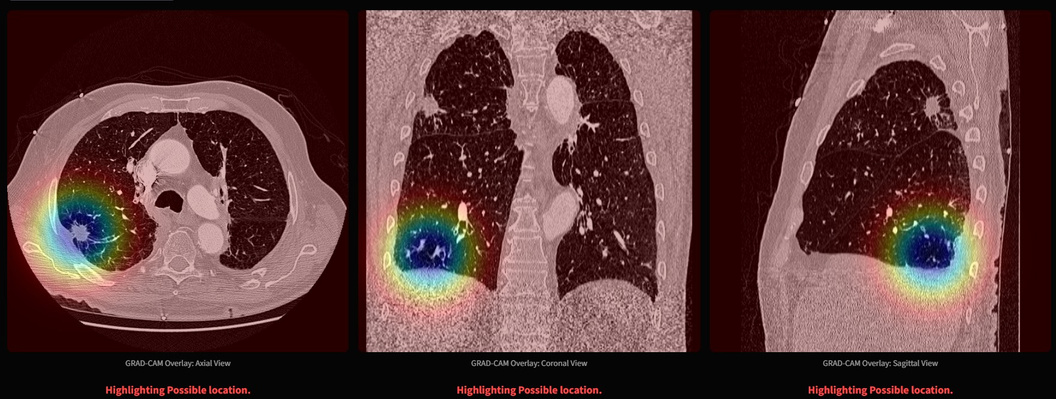 GRAD-CAM Overlay: Axial View
GRAD-CAM Overlay: Coronal View
GRAD-CAM Overlay: Sagittal View
Highlighting Possible location.
Highlighting Possible location.
Highlighting Possible location.